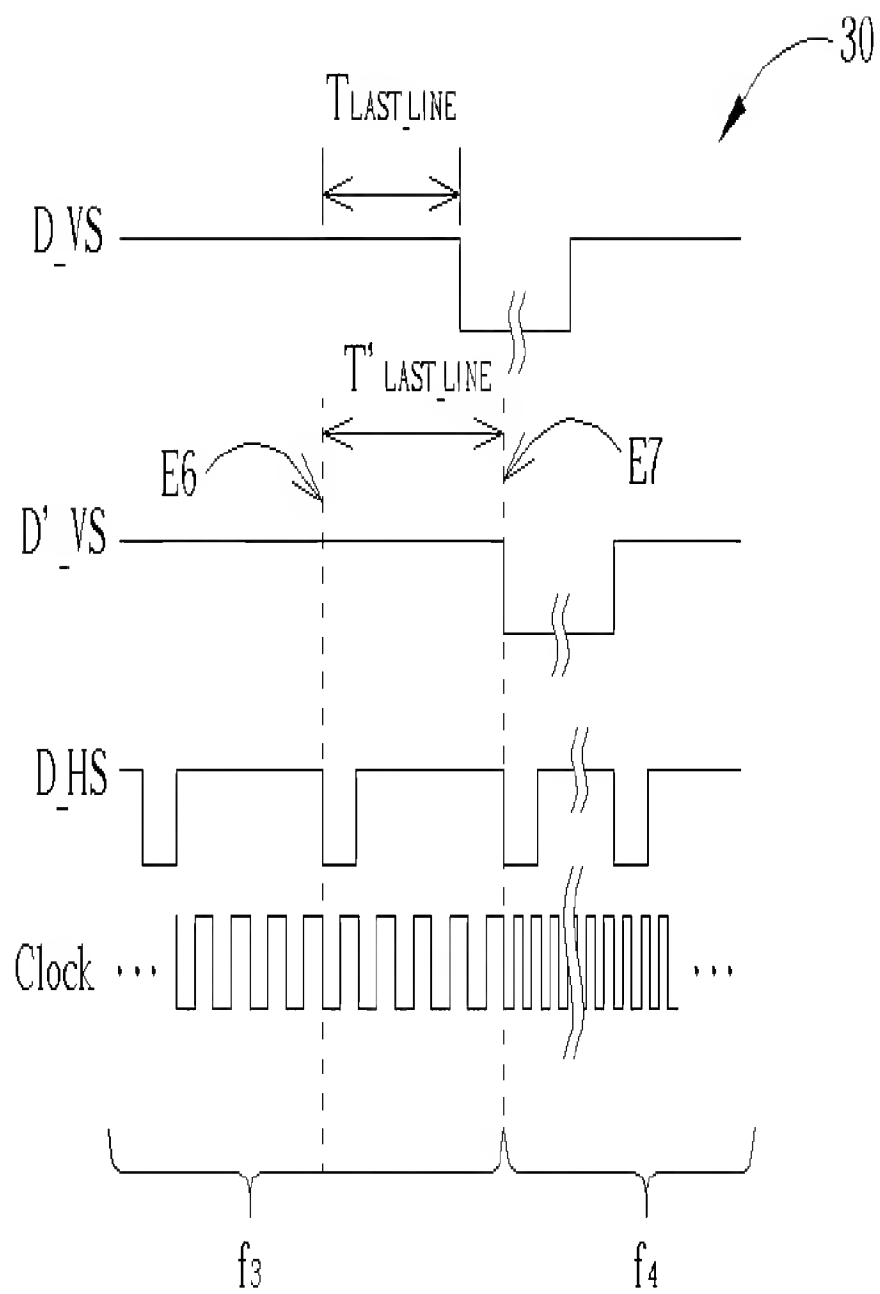 30
TLAST_LINE
D_VS
T' LAST_LINE
E6
E7
D'_VS
D_HS
Clock ...
...
f3
f4